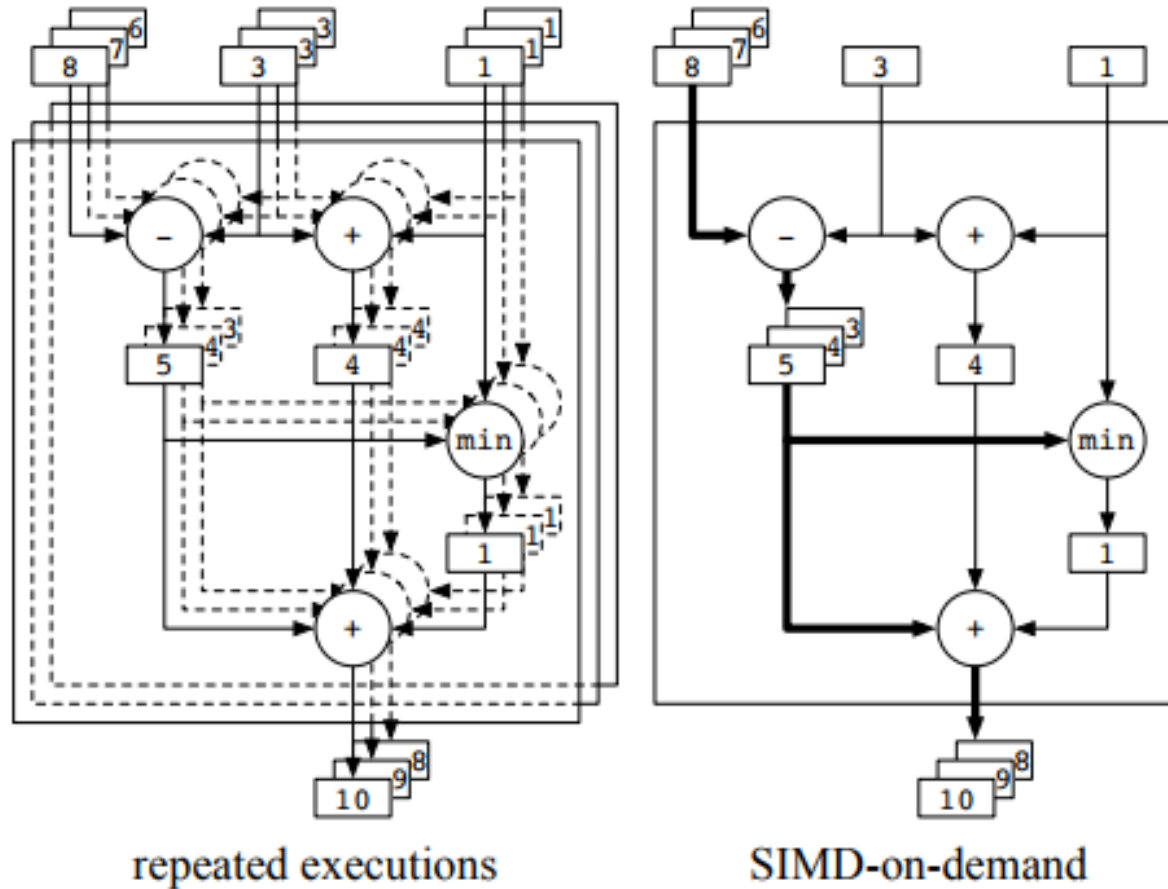 6 3 1 6
7 3 1 7
8 3 1 8 3 1
- + - +
3 4 3
4 4 4
5 4 5 4
min min
1
1
1 1
+ +
8 8
9 9
10 10
repeated executions SIMD-on-demand